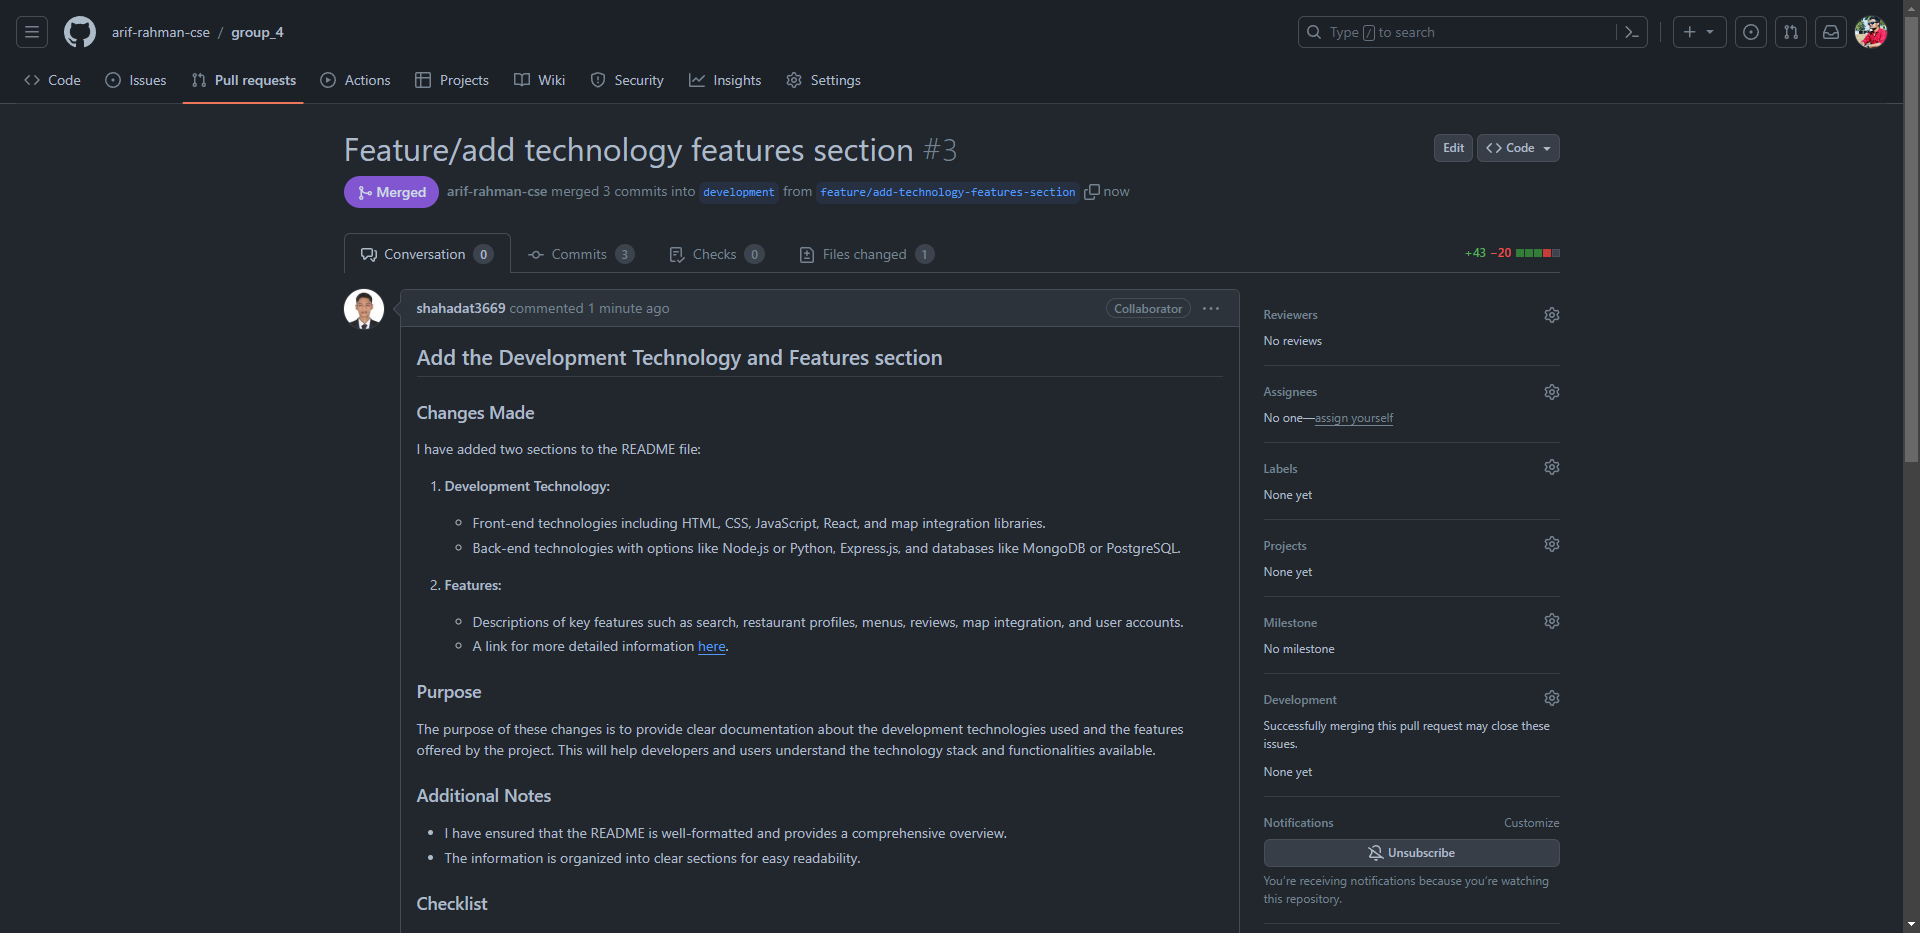 arif-rahman-cse / group_4
Type / to search
Code Issues Pull requests Actions Projects Wiki Security Insights Settings
Feature/add technology features section #3
Edit Code
Merged arif-rahman-cse merged 3 commits into development from feature/add-technology-features-section now
Conversation 0 Commits 3 Checks 0 Files changed 1 +43 −20
shahadat3669 commented 1 minute ago Collaborator
Add the Development Technology and Features section
Changes Made
I have added two sections to the README file:
1. Development Technology:
Front-end technologies including HTML, CSS, JavaScript, React, and map integration libraries.
Back-end technologies with options like Node.js or Python, Express.js, and databases like MongoDB or PostgreSQL.
2. Features:
Descriptions of key features such as search, restaurant profiles, menus, reviews, map integration, and user accounts.
A link for more detailed information here.
Purpose
The purpose of these changes is to provide clear documentation about the development technologies used and the features
offered by the project. This will help developers and users understand the technology stack and functionalities available.
Additional Notes
I have ensured that the README is well-formatted and provides a comprehensive overview.
The information is organized into clear sections for easy readability.
Checklist
Reviewers
No reviews
Assignees
No one—assign yourself
Labels
None yet
Projects
None yet
Milestone
No milestone
Development
Successfully merging this pull request may close these
issues.
None yet
Notifications Customize
Unsubscribe
You're receiving notifications because you're watching
this repository.